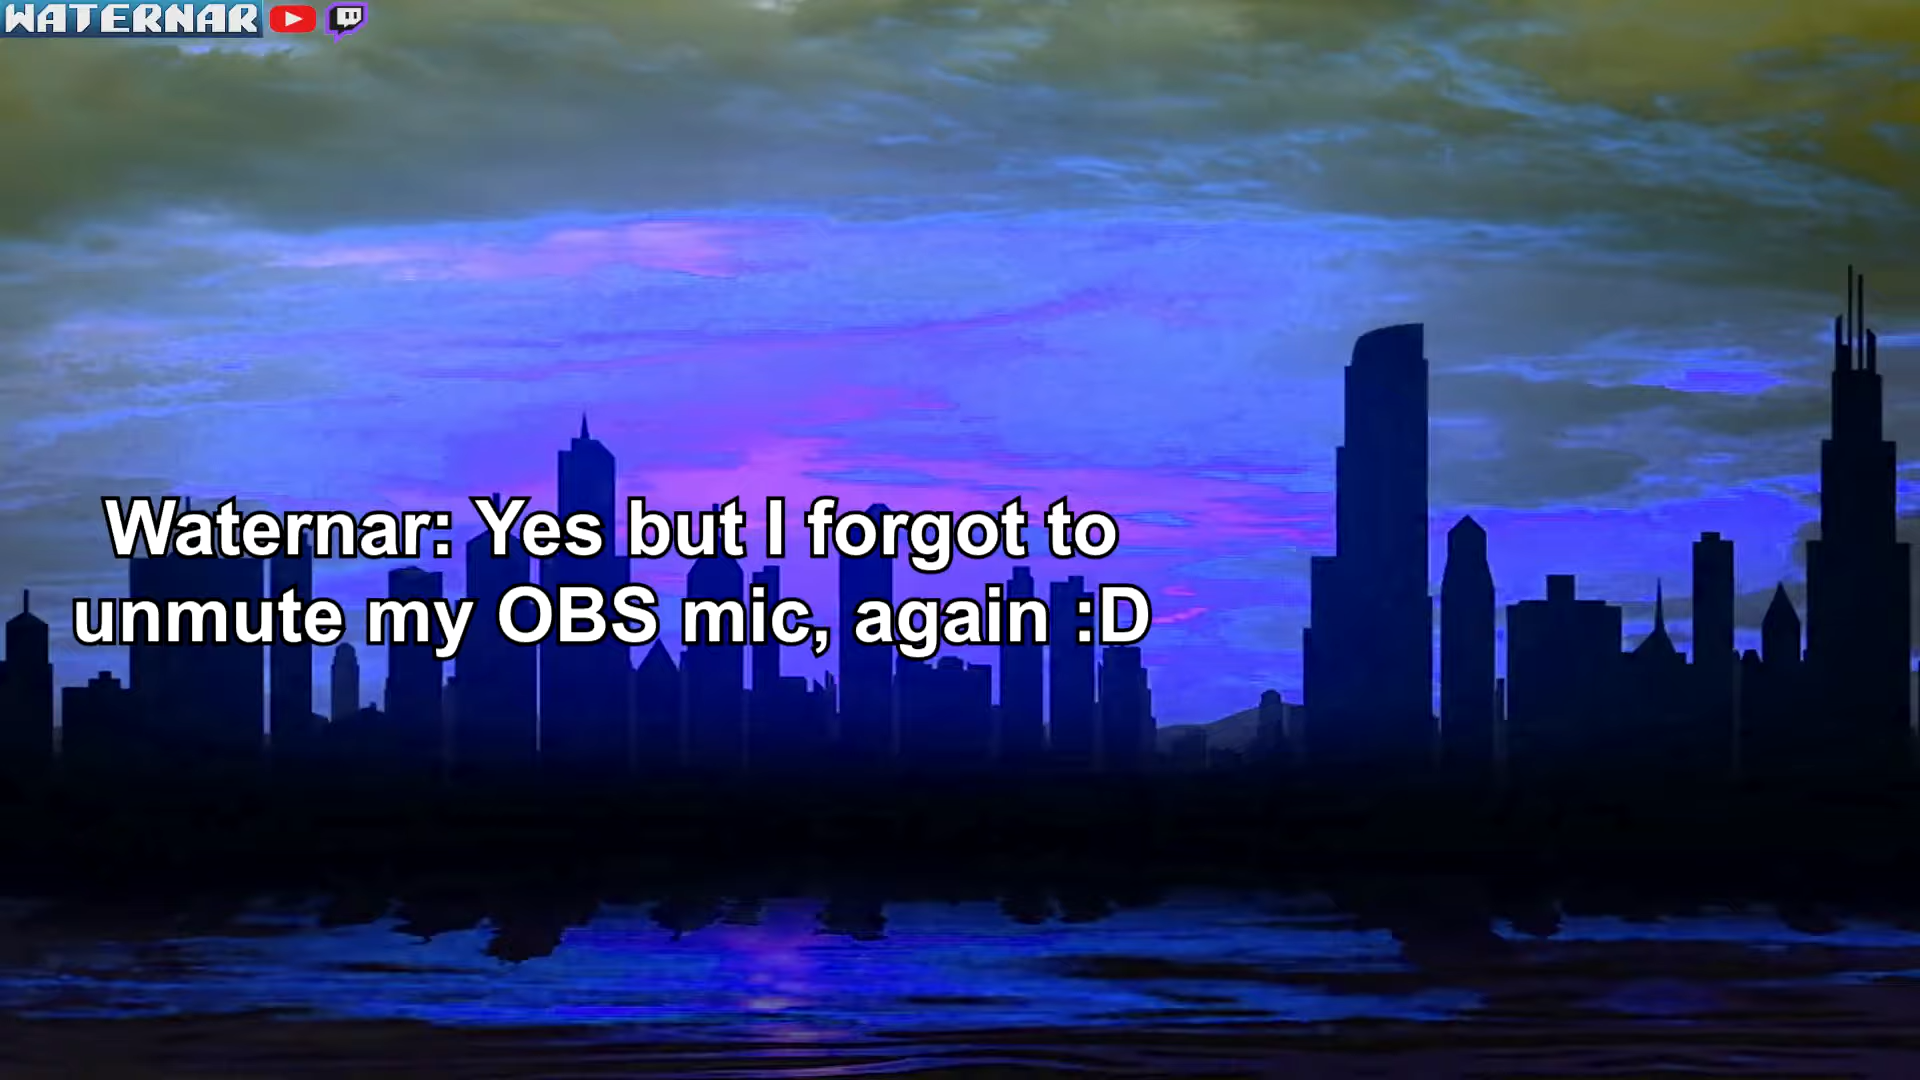 WATERNAR
Waternar: Yes but I forgot to
unmute my OBS mic, again :D